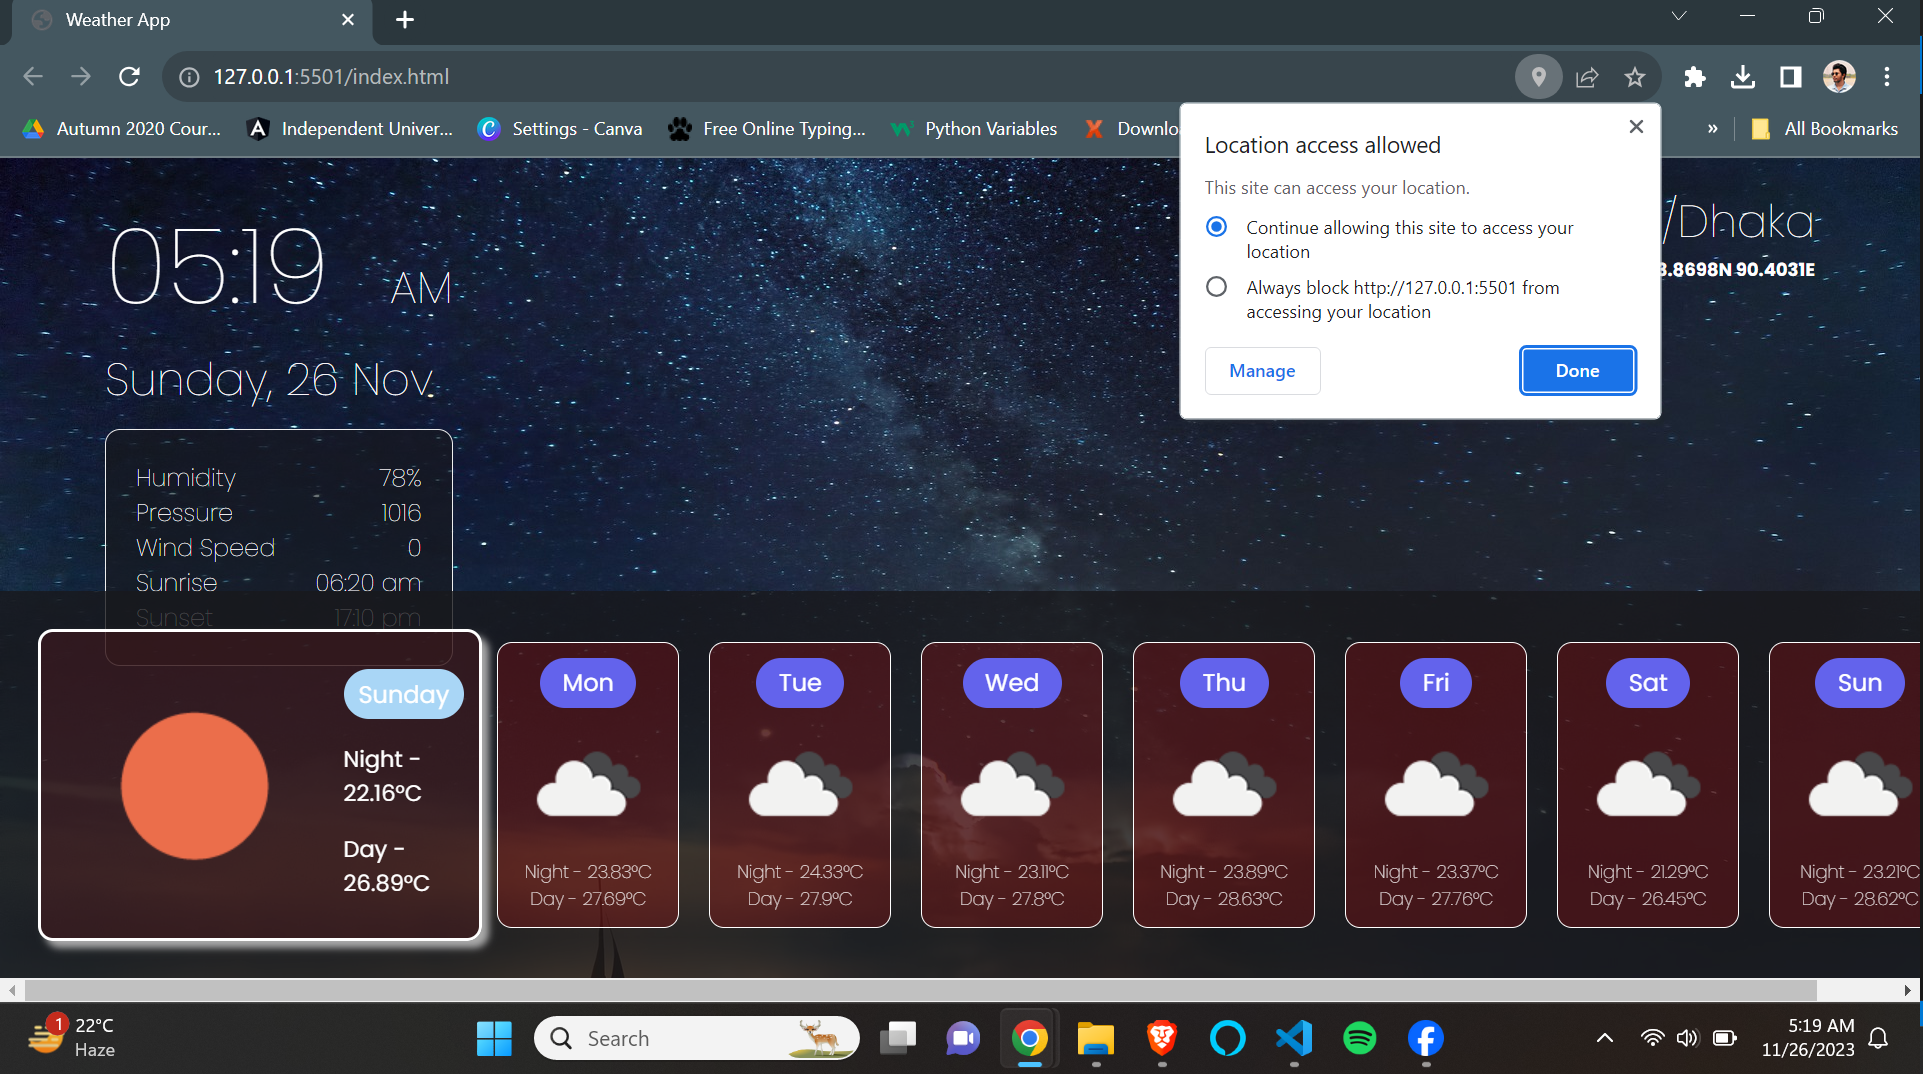 Weather App
127.0.0.1:5501/index.html
Autumn 2020 Cour...
Independent Univer...
Settings - Canva
Free Online Typing...
Python Variables
Downlo
»
All Bookmarks
Location access allowed
This site can access your location.
Continue allowing this site to access your
location
Always block http://127.0.0.1:5501 from
accessing your location
Manage
Done
05:19 AM
Sunday, 26 Nov.
/Dhaka
3.8698N 90.4031E
Humidity 78%
Pressure 1016
Wind Speed 0
Sunrise 06:20 am
Sunset 17:10 pm
Sunday
Night -
22.16°C
Day -
26.89°C
Mon
Night - 23.83°C
Day - 27.69°C
Tue
Night - 24.33°C
Day - 27.9°C
Wed
Night - 23.11°C
Day - 27.8°C
Thu
Night - 23.89°C
Day - 28.63°C
Fri
Night - 23.37°C
Day - 27.76°C
Sat
Night - 21.29°C
Day - 26.45°C
Sun
Night - 23.21°C
Day - 28.62°C
1
22°C
Haze
Search
5:19 AM
11/26/2023